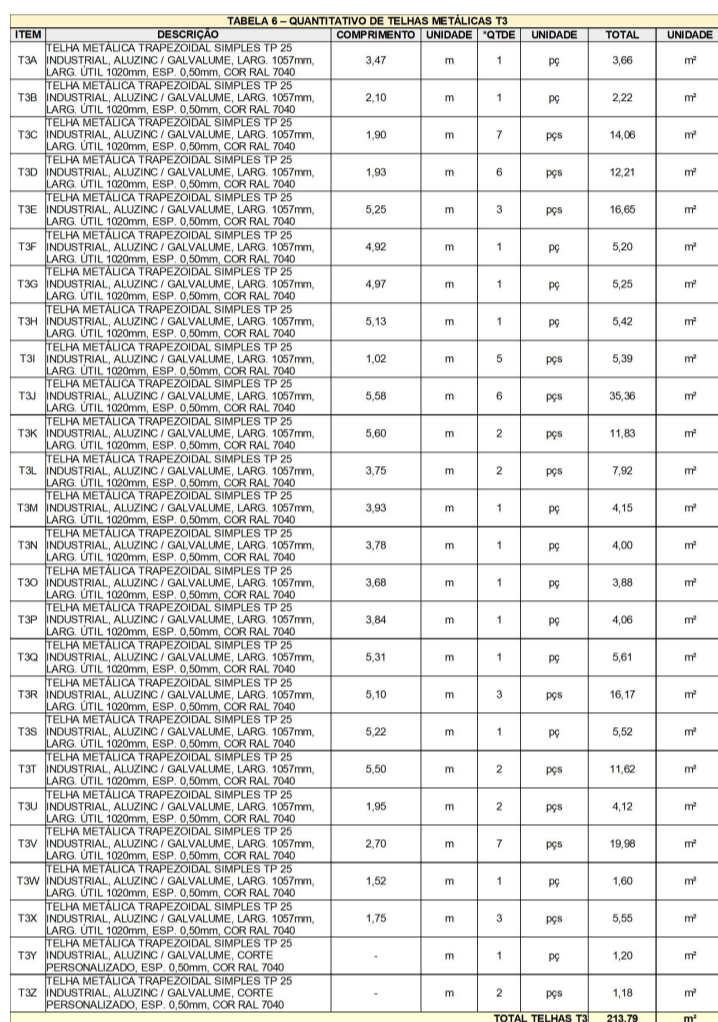 TABELA 6 – QUANTITATIVO DE TELHAS METÁLICAS T3
ITEM DESCRIÇÃO COMPRIMENTO UNIDADE *QTDE UNIDADE TOTAL UNIDADE
TELHA METÁLICA TRAPEZOIDAL SIMPLES TP 25
T3A INDUSTRIAL, ALUZINC / GALVALUME, LARG. 1057mm, 3,47 m 1 pç 3,66 m²
LARG. ÚTIL 1020mm, ESP. 0,50mm, COR RAL 7040
TELHA METÁLICA TRAPEZOIDAL SIMPLES TP 25
T3B INDUSTRIAL, ALUZINC / GALVALUME, LARG. 1057mm, 2,10 m 1 pç 2,22 m²
LARG. ÚTIL 1020mm, ESP. 0,50mm, COR RAL 7040
TELHA METÁLICA TRAPEZOIDAL SIMPLES TP 25
T3C INDUSTRIAL, ALUZINC / GALVALUME, LARG. 1057mm, 1,90 m 7 pçs 14,06 m²
LARG. ÚTIL 1020mm, ESP. 0,50mm, COR RAL 7040
TELHA METÁLICA TRAPEZOIDAL SIMPLES TP 25
T3D INDUSTRIAL, ALUZINC / GALVALUME, LARG. 1057mm, 1,93 m 6 pçs 12,21 m²
LARG. ÚTIL 1020mm, ESP. 0,50mm, COR RAL 7040
TELHA METÁLICA TRAPEZOIDAL SIMPLES TP 25
T3E INDUSTRIAL, ALUZINC / GALVALUME, LARG. 1057mm, 5,25 m 3 pçs 16,65 m²
LARG. ÚTIL 1020mm, ESP. 0,50mm, COR RAL 7040
TELHA METÁLICA TRAPEZOIDAL SIMPLES TP 25
T3F INDUSTRIAL, ALUZINC / GALVALUME, LARG. 1057mm, 4,92 m 1 pç 5,20 m²
LARG. ÚTIL 1020mm, ESP. 0,50mm, COR RAL 7040
TELHA METÁLICA TRAPEZOIDAL SIMPLES TP 25
T3G INDUSTRIAL, ALUZINC / GALVALUME, LARG. 1057mm, 4,97 m 1 pç 5,25 m²
LARG. ÚTIL 1020mm, ESP. 0,50mm, COR RAL 7040
TELHA METÁLICA TRAPEZOIDAL SIMPLES TP 25
T3H INDUSTRIAL, ALUZINC / GALVALUME, LARG. 1057mm, 5,13 m 1 pç 5,42 m²
LARG. ÚTIL 1020mm, ESP. 0,50mm, COR RAL 7040
TELHA METÁLICA TRAPEZOIDAL SIMPLES TP 25
T3I INDUSTRIAL, ALUZINC / GALVALUME, LARG. 1057mm, 1,02 m 5 pçs 5,39 m²
LARG. ÚTIL 1020mm, ESP. 0,50mm, COR RAL 7040
TELHA METÁLICA TRAPEZOIDAL SIMPLES TP 25
T3J INDUSTRIAL, ALUZINC / GALVALUME, LARG. 1057mm, 5,58 m 6 pçs 35,36 m²
LARG. ÚTIL 1020mm, ESP. 0,50mm, COR RAL 7040
TELHA METÁLICA TRAPEZOIDAL SIMPLES TP 25
T3K INDUSTRIAL, ALUZINC / GALVALUME, LARG. 1057mm, 5,60 m 2 pçs 11,83 m²
LARG. ÚTIL 1020mm, ESP. 0,50mm, COR RAL 7040
TELHA METÁLICA TRAPEZOIDAL SIMPLES TP 25
T3L INDUSTRIAL, ALUZINC / GALVALUME, LARG. 1057mm, 3,75 m 2 pçs 7,92 m²
LARG. ÚTIL 1020mm, ESP. 0,50mm, COR RAL 7040
TELHA METÁLICA TRAPEZOIDAL SIMPLES TP 25
T3M INDUSTRIAL, ALUZINC / GALVALUME, LARG. 1057mm, 3,93 m 1 pç 4,15 m²
LARG. ÚTIL 1020mm, ESP. 0,50mm, COR RAL 7040
TELHA METÁLICA TRAPEZOIDAL SIMPLES TP 25
T3N INDUSTRIAL, ALUZINC / GALVALUME, LARG. 1057mm, 3,78 m 1 pç 4,00 m²
LARG. ÚTIL 1020mm, ESP. 0,50mm, COR RAL 7040
TELHA METÁLICA TRAPEZOIDAL SIMPLES TP 25
T3O INDUSTRIAL, ALUZINC / GALVALUME, LARG. 1057mm, 3,68 m 1 pç 3,88 m²
LARG. ÚTIL 1020mm, ESP. 0,50mm, COR RAL 7040
TELHA METÁLICA TRAPEZOIDAL SIMPLES TP 25
T3P INDUSTRIAL, ALUZINC / GALVALUME, LARG. 1057mm, 3,84 m 1 pç 4,06 m²
LARG. ÚTIL 1020mm, ESP. 0,50mm, COR RAL 7040
TELHA METÁLICA TRAPEZOIDAL SIMPLES TP 25
T3Q INDUSTRIAL, ALUZINC / GALVALUME, LARG. 1057mm, 5,31 m 1 pç 5,61 m²
LARG. ÚTIL 1020mm, ESP. 0,50mm, COR RAL 7040
TELHA METÁLICA TRAPEZOIDAL SIMPLES TP 25
T3R INDUSTRIAL, ALUZINC / GALVALUME, LARG. 1057mm, 5,10 m 3 pçs 16,17 m²
LARG. ÚTIL 1020mm, ESP. 0,50mm, COR RAL 7040
TELHA METÁLICA TRAPEZOIDAL SIMPLES TP 25
T3S INDUSTRIAL, ALUZINC / GALVALUME, LARG. 1057mm, 5,22 m 1 pç 5,52 m²
LARG. ÚTIL 1020mm, ESP. 0,50mm, COR RAL 7040
TELHA METÁLICA TRAPEZOIDAL SIMPLES TP 25
T3T INDUSTRIAL, ALUZINC / GALVALUME, LARG. 1057mm, 5,50 m 2 pçs 11,62 m²
LARG. ÚTIL 1020mm, ESP. 0,50mm, COR RAL 7040
TELHA METÁLICA TRAPEZOIDAL SIMPLES TP 25
T3U INDUSTRIAL, ALUZINC / GALVALUME, LARG. 1057mm, 1,95 m 2 pçs 4,12 m²
LARG. ÚTIL 1020mm, ESP. 0,50mm, COR RAL 7040
TELHA METÁLICA TRAPEZOIDAL SIMPLES TP 25
T3V INDUSTRIAL, ALUZINC / GALVALUME, LARG. 1057mm, 2,70 m 7 pçs 19,98 m²
LARG. ÚTIL 1020mm, ESP. 0,50mm, COR RAL 7040
TELHA METÁLICA TRAPEZOIDAL SIMPLES TP 25
T3W INDUSTRIAL, ALUZINC / GALVALUME, LARG. 1057mm, 1,52 m 1 pç 1,60 m²
LARG. ÚTIL 1020mm, ESP. 0,50mm, COR RAL 7040
TELHA METÁLICA TRAPEZOIDAL SIMPLES TP 25
T3X INDUSTRIAL, ALUZINC / GALVALUME, LARG. 1057mm, 1,75 m 3 pçs 5,55 m²
LARG. ÚTIL 1020mm, ESP. 0,50mm, COR RAL 7040
TELHA METÁLICA TRAPEZOIDAL SIMPLES TP 25
T3Y INDUSTRIAL, ALUZINC / GALVALUME, CORTE - m 1 pç 1,20 m²
PERSONALIZADO, ESP. 0,50mm, COR RAL 7040
TELHA METÁLICA TRAPEZOIDAL SIMPLES TP 25
T3Z INDUSTRIAL, ALUZINC / GALVALUME, CORTE - m 2 pçs 1,18 m²
PERSONALIZADO, ESP. 0,50mm, COR RAL 7040
TOTAL TELHAS T3 213,79 m²